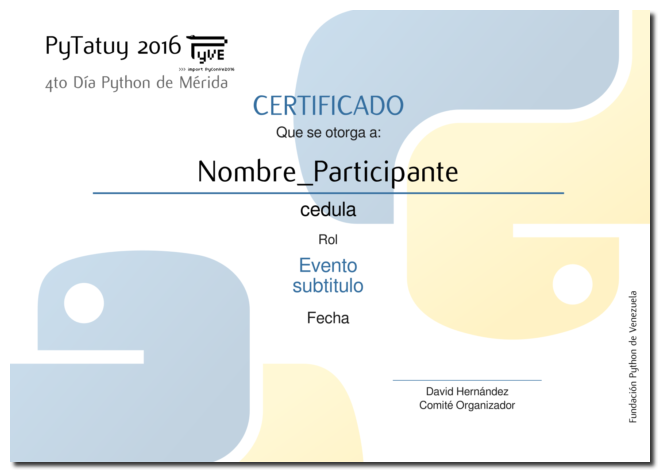 PyTatuy 2016
PyVE
>>> import PyConVe2016
4to Día Python de Mérida
CERTIFICADO
Que se otorga a:
Nombre_Participante
cedula
Rol
Evento
subtitulo
Fecha
David Hernández
Comité Organizador
Fundación Python de Venezuela